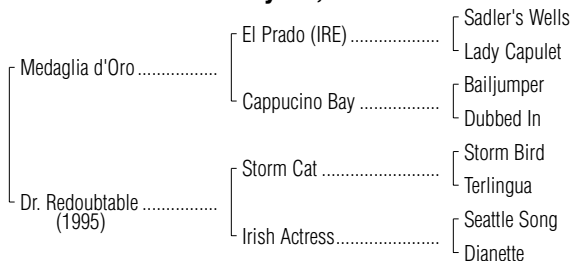 Sadler's Wells
El Prado (IRE) ....................
Lady Capulet
Medaglia d'Oro .................
Bailjumper
Cappucino Bay ..................
Dubbed In
Storm Bird
Storm Cat ..........................
Terlingua
Dr. Redoubtable ................
(1995)
Seattle Song
Irish Actress.......................
Dianette